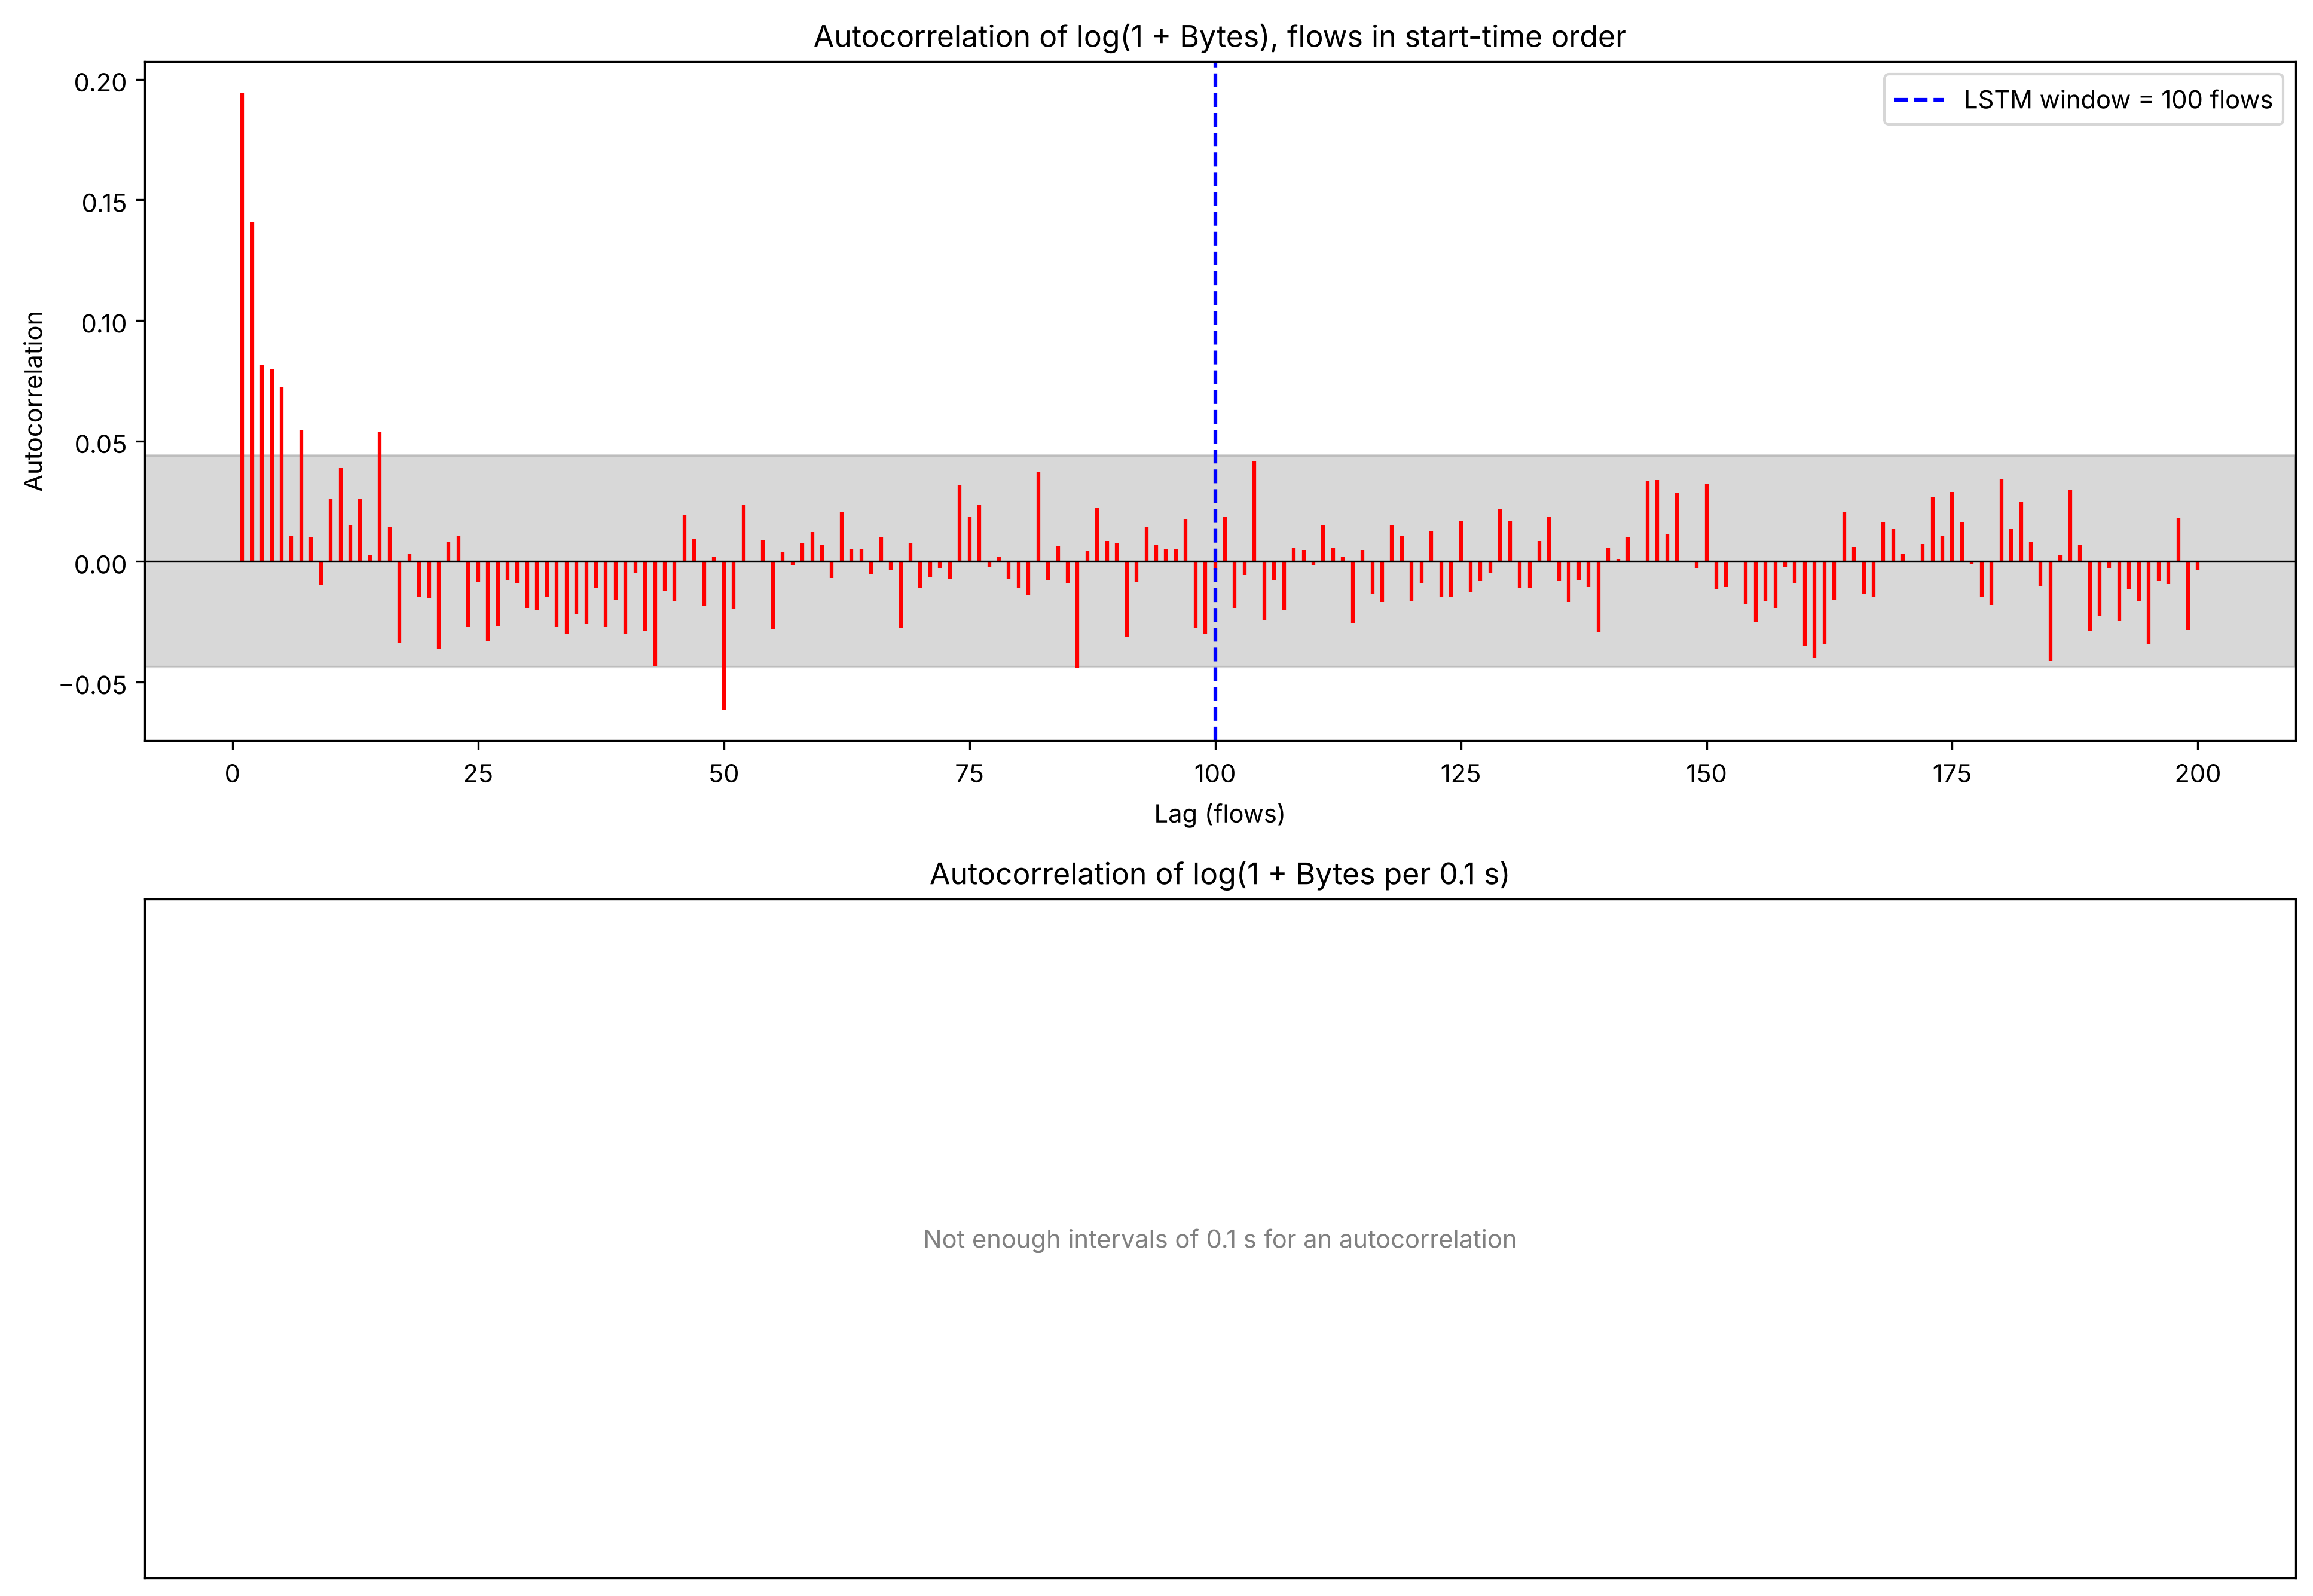 Autocorrelation of log(1 + Bytes), flows in start-time order
LSTM window = 100 flows
Autocorrelation
0.20
0.15
0.10
0.05
0.00
−0.05
0 25 50 75 100 125 150 175 200
Lag (flows)
Autocorrelation of log(1 + Bytes per 0.1 s)
Not enough intervals of 0.1 s for an autocorrelation